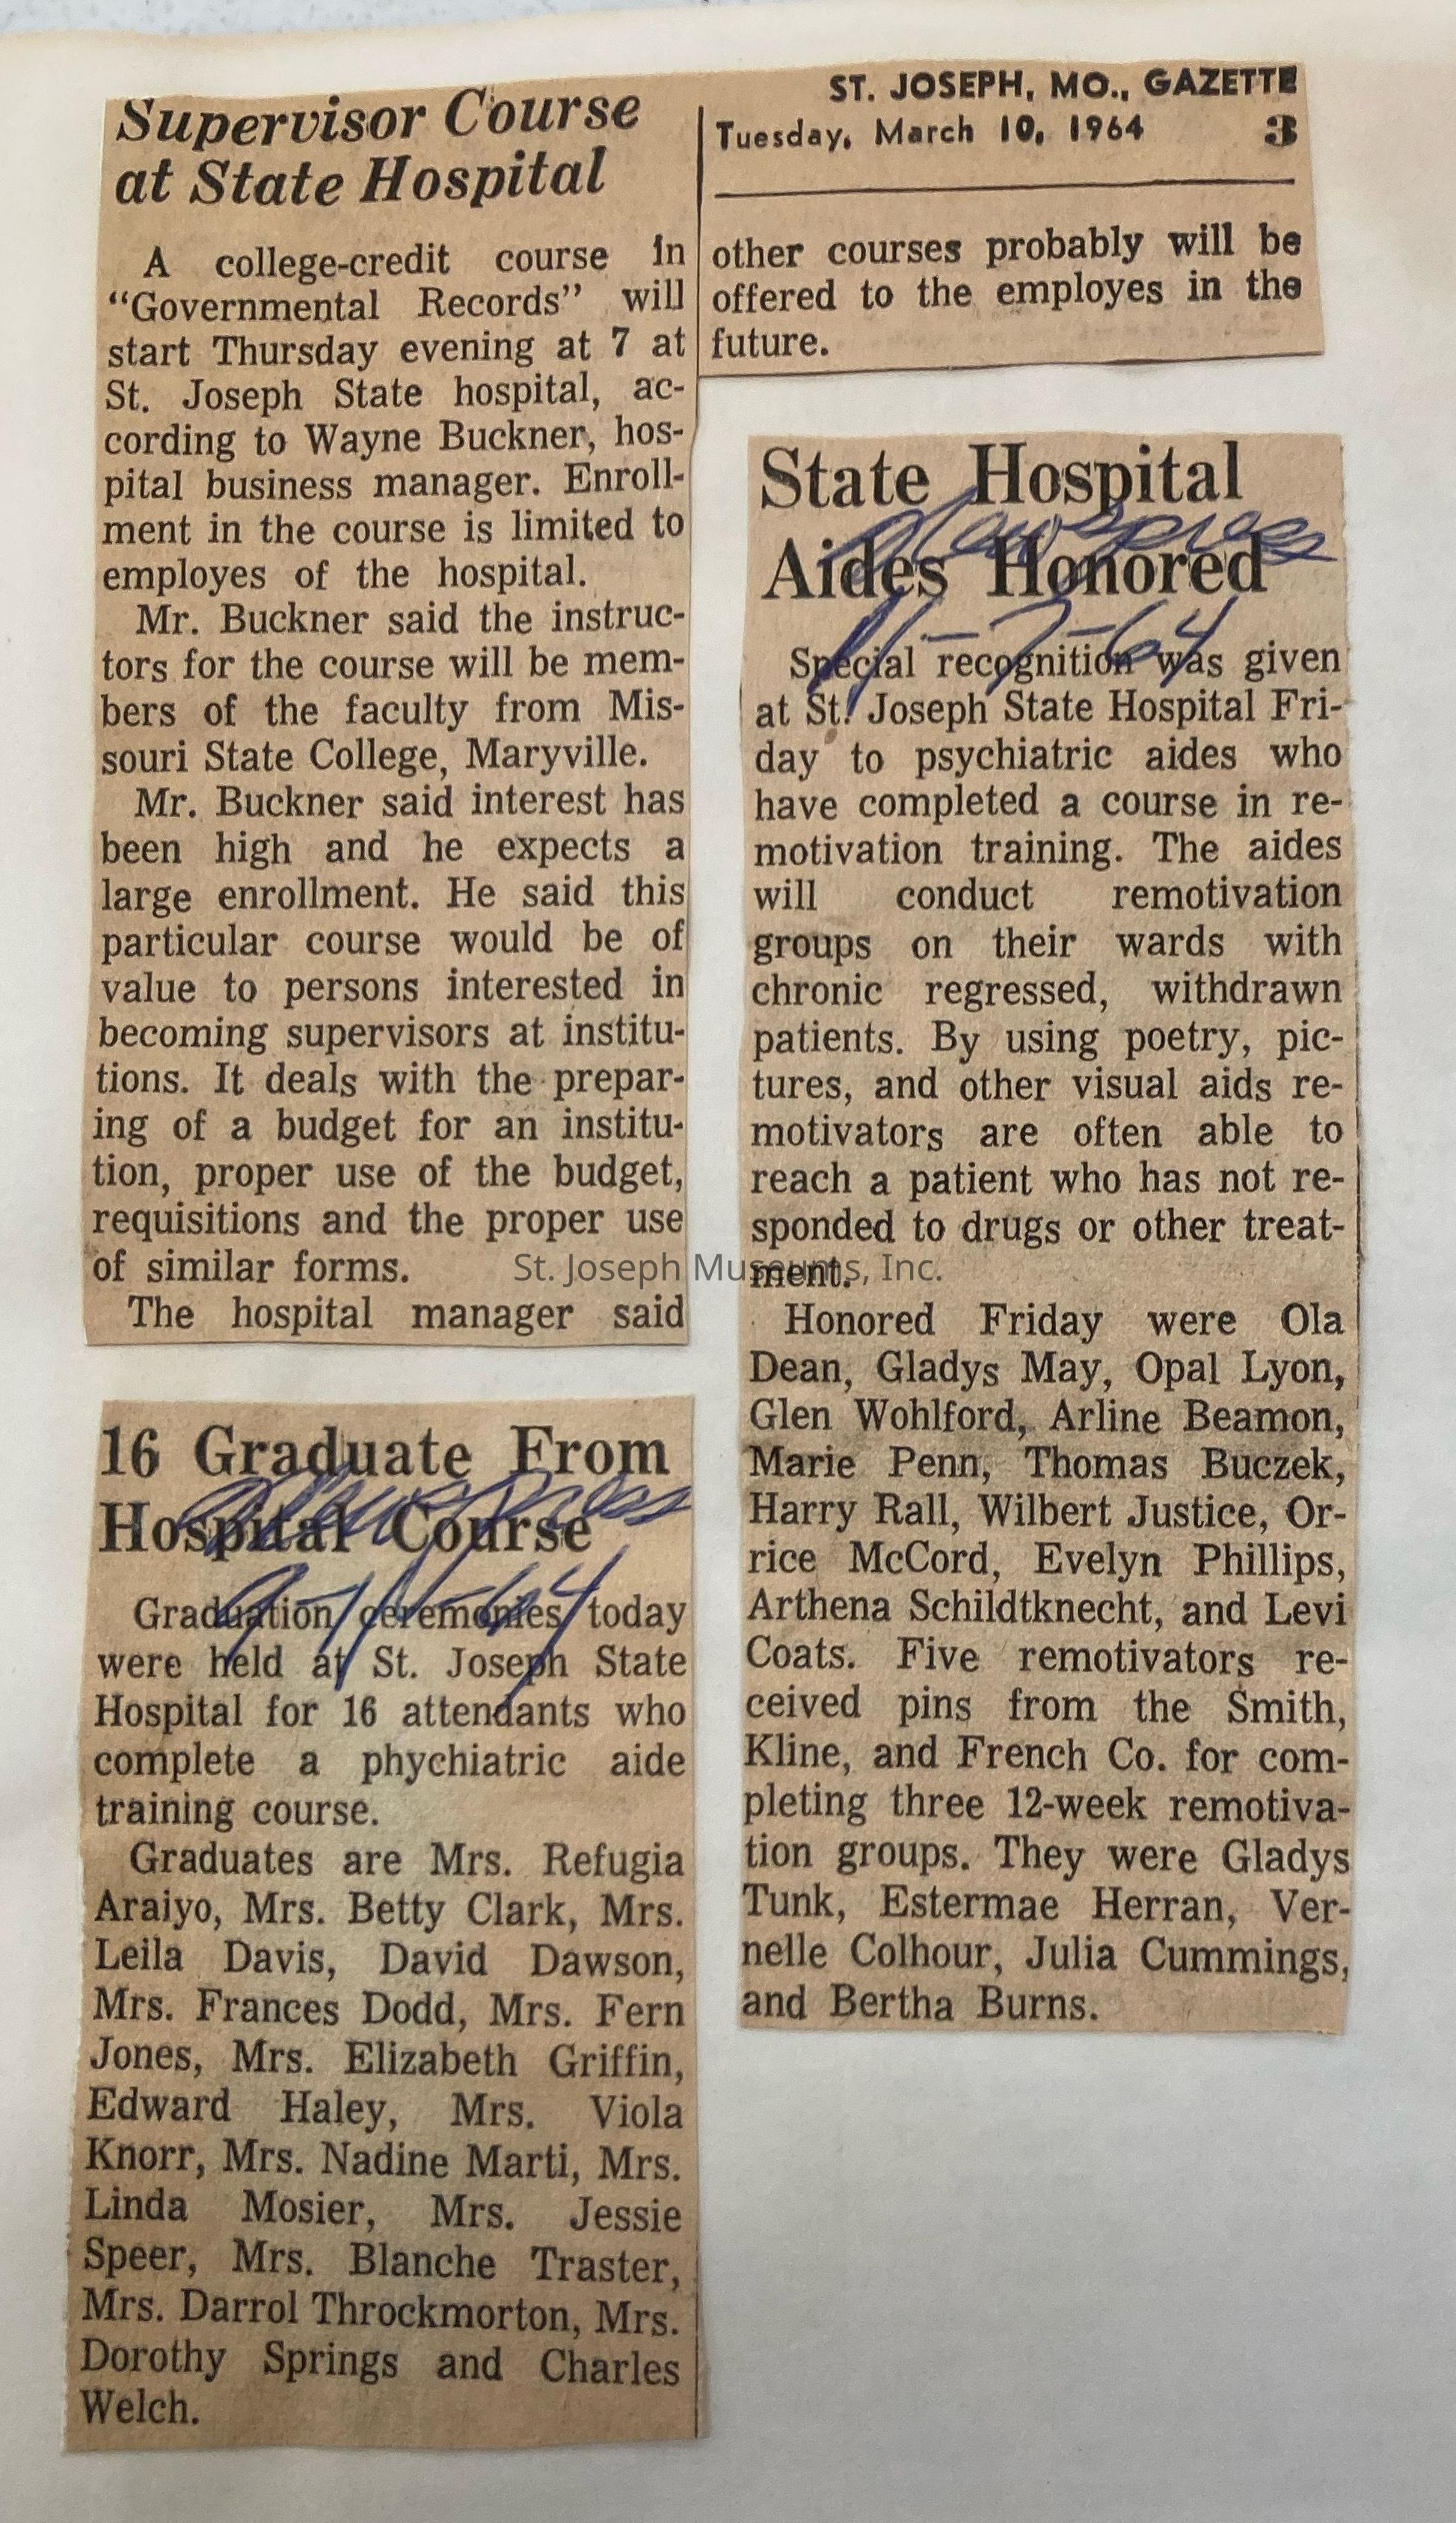 Supervisor Course
at State Hospital
A college-credit course in
"Governmental Records" will
start Thursday evening at 7 at
St. Joseph State hospital, ac-
cording to Wayne Buckner, hos-
pital business manager. Enroll-
ment in the course is limited to
employes of the hospital.
Mr. Buckner said the instruc-
tors for the course will be mem-
bers of the faculty from Mis-
souri State College, Maryville.
Mr. Buckner said interest has
been high and he expects a
large enrollment. He said this
particular course would be of
value to persons interested in
becoming supervisors at institu-
tions. It deals with the prepar-
ing of a budget for an institu-
tion, proper use of the budget,
requisitions and the proper use
of similar forms.
The hospital manager said
ST. JOSEPH, MO., GAZETTE
Tuesday, March 10, 1964 3
other courses probably will be
offered to the employes in the
future.
16 Graduate From
Hospital Course
News Press
9-11-64
Graduation ceremonies today
were held at St. Joseph State
Hospital for 16 attendants who
complete a phychiatric aide
training course.
Graduates are Mrs. Refugia
Araiyo, Mrs. Betty Clark, Mrs.
Leila Davis, David Dawson,
Mrs. Frances Dodd, Mrs. Fern
Jones, Mrs. Elizabeth Griffin,
Edward Haley, Mrs. Viola
Knorr, Mrs. Nadine Marti, Mrs.
Linda Mosier, Mrs. Jessie
Speer, Mrs. Blanche Traster,
Mrs. Darrol Throckmorton, Mrs.
Dorothy Springs and Charles
Welch.
State Hospital
Aides Honored
News press
11-7-64
Special recognition was given
at St. Joseph State Hospital Fri-
day to psychiatric aides who
have completed a course in re-
motivation training. The aides
will conduct remotivation
groups on their wards with
chronic regressed, withdrawn
patients. By using poetry, pic-
tures, and other visual aids re-
motivators are often able to
reach a patient who has not re-
sponded to drugs or other treat-
ment.
Honored Friday were Ola
Dean, Gladys May, Opal Lyon,
Glen Wohlford, Arline Beamon,
Marie Penn, Thomas Buczek,
Harry Rall, Wilbert Justice, Or-
rice McCord, Evelyn Phillips,
Arthena Schildtknecht, and Levi
Coats. Five remotivators re-
ceived pins from the Smith,
Kline, and French Co. for com-
pleting three 12-week remotiva-
tion groups. They were Gladys
Tunk, Estermae Herran, Ver-
nelle Colhour, Julia Cummings,
and Bertha Burns.
St. Joseph Museums, Inc.